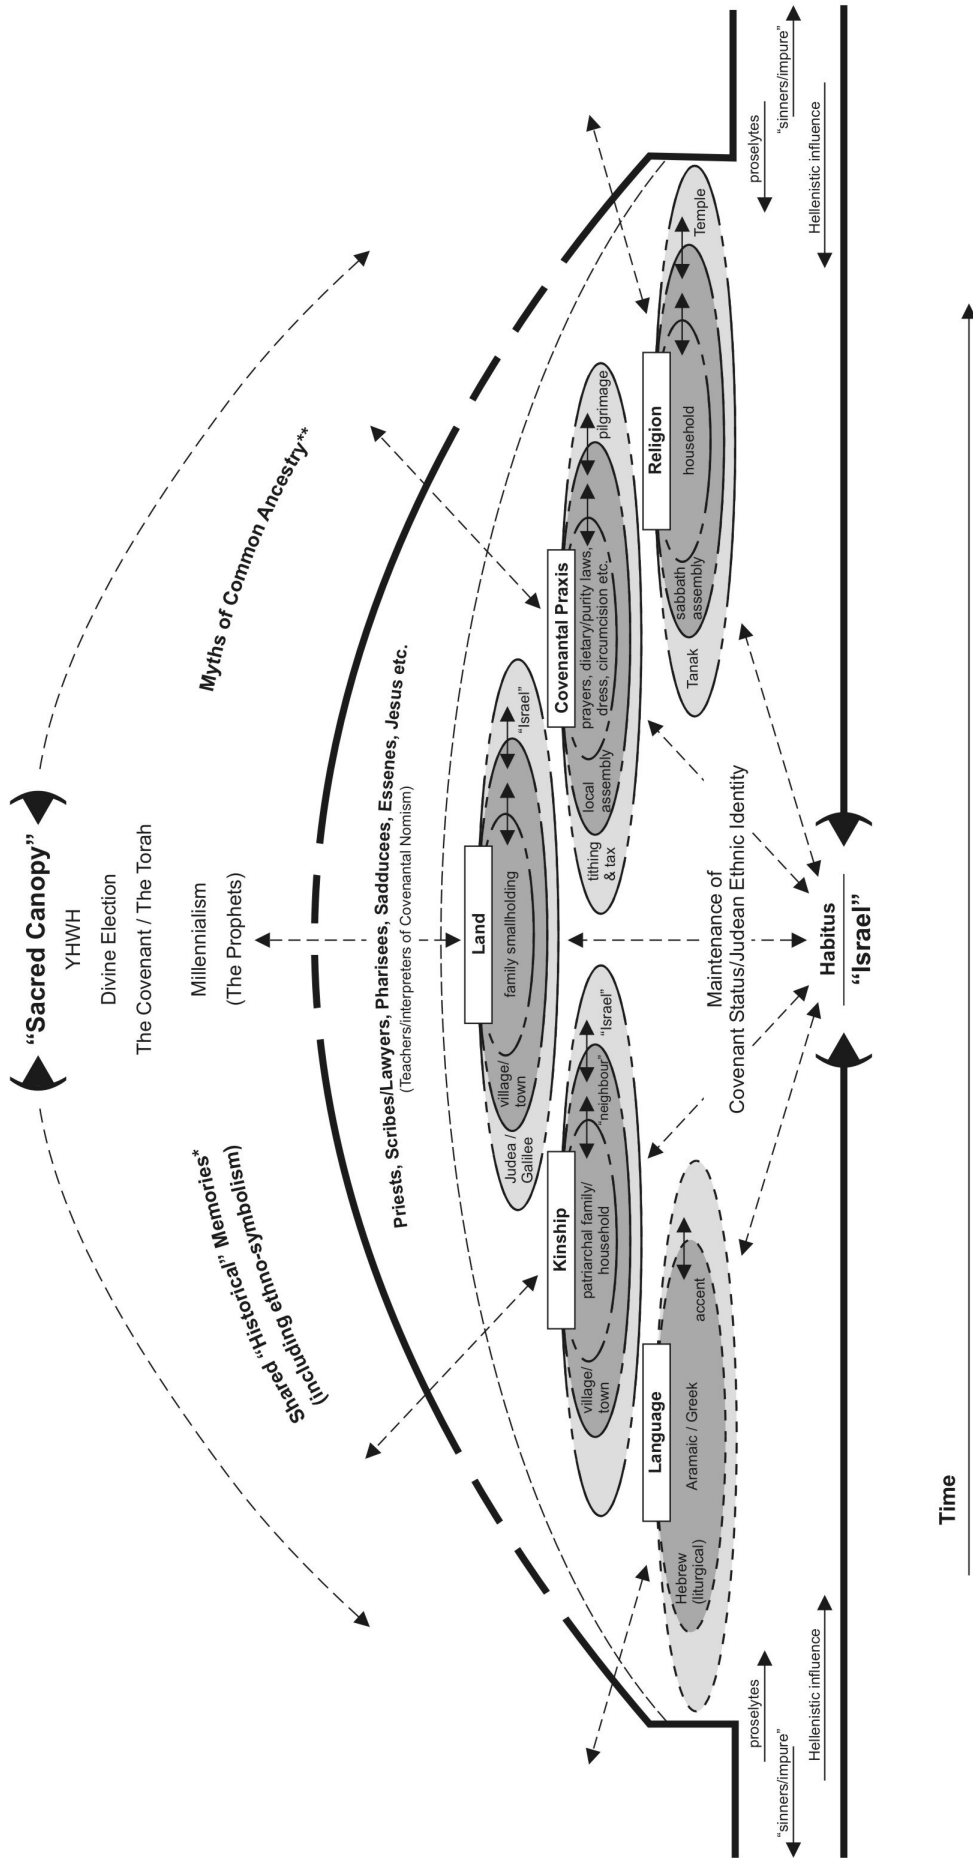 “Sacred Canopy”
YHWH
Divine Election
The Covenant / The Torah
Millennialism
(The Prophets)
Shared “Historical” Memories*
(including ethno-symbolism)
Myths of Common Ancestry**
Priests, Scribes/Lawyers, Pharisees, Sadducees, Essenes, Jesus etc.
(Teachers/interpreters of Covenantal Nomism)
Land
family smallholding
village/
town
Judea /
Galilee
“Israel”
Kinship
patriarchal family/
household
village/
town
“neighbour”
“Israel”
Covenantal Praxis
prayers, dietary/purity laws,
dress, circumcision etc.
local
assembly
tithing
& tax
pilgrimage
Language
Aramaic / Greek
Hebrew
(liturgical)
accent
Religion
household
sabbath
assembly
Tanak
Temple
Maintenance of
Covenant Status/Judean Ethnic Identity
proselytes
“sinners/impure”
Hellenistic influence
proselytes
“sinners/impure”
Hellenistic influence
Habitus
“Israel”
Time